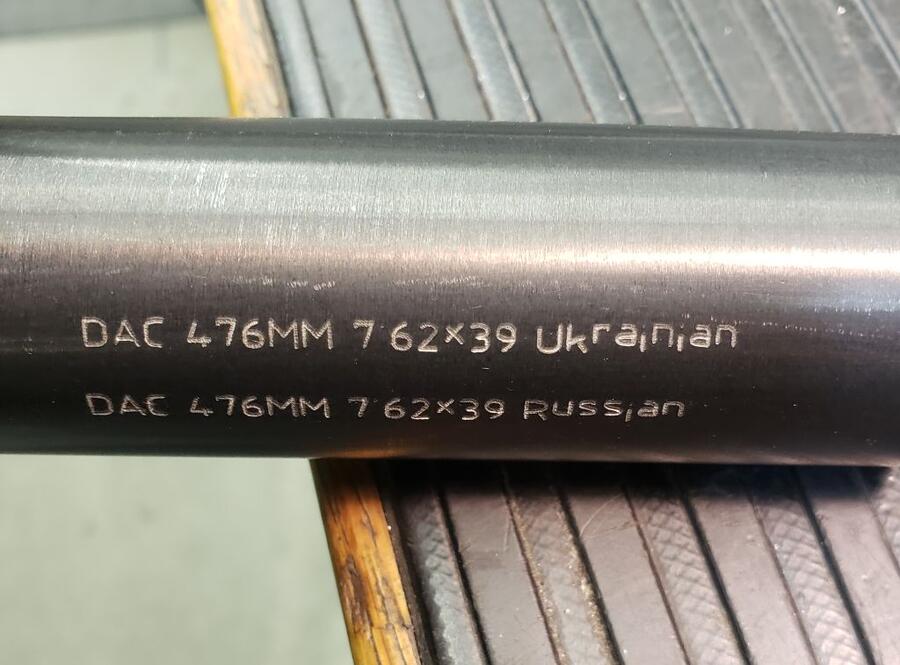 DAC 476MM 7.62x39 Ukrainian
DAC 476MM 7.62x39 Russian